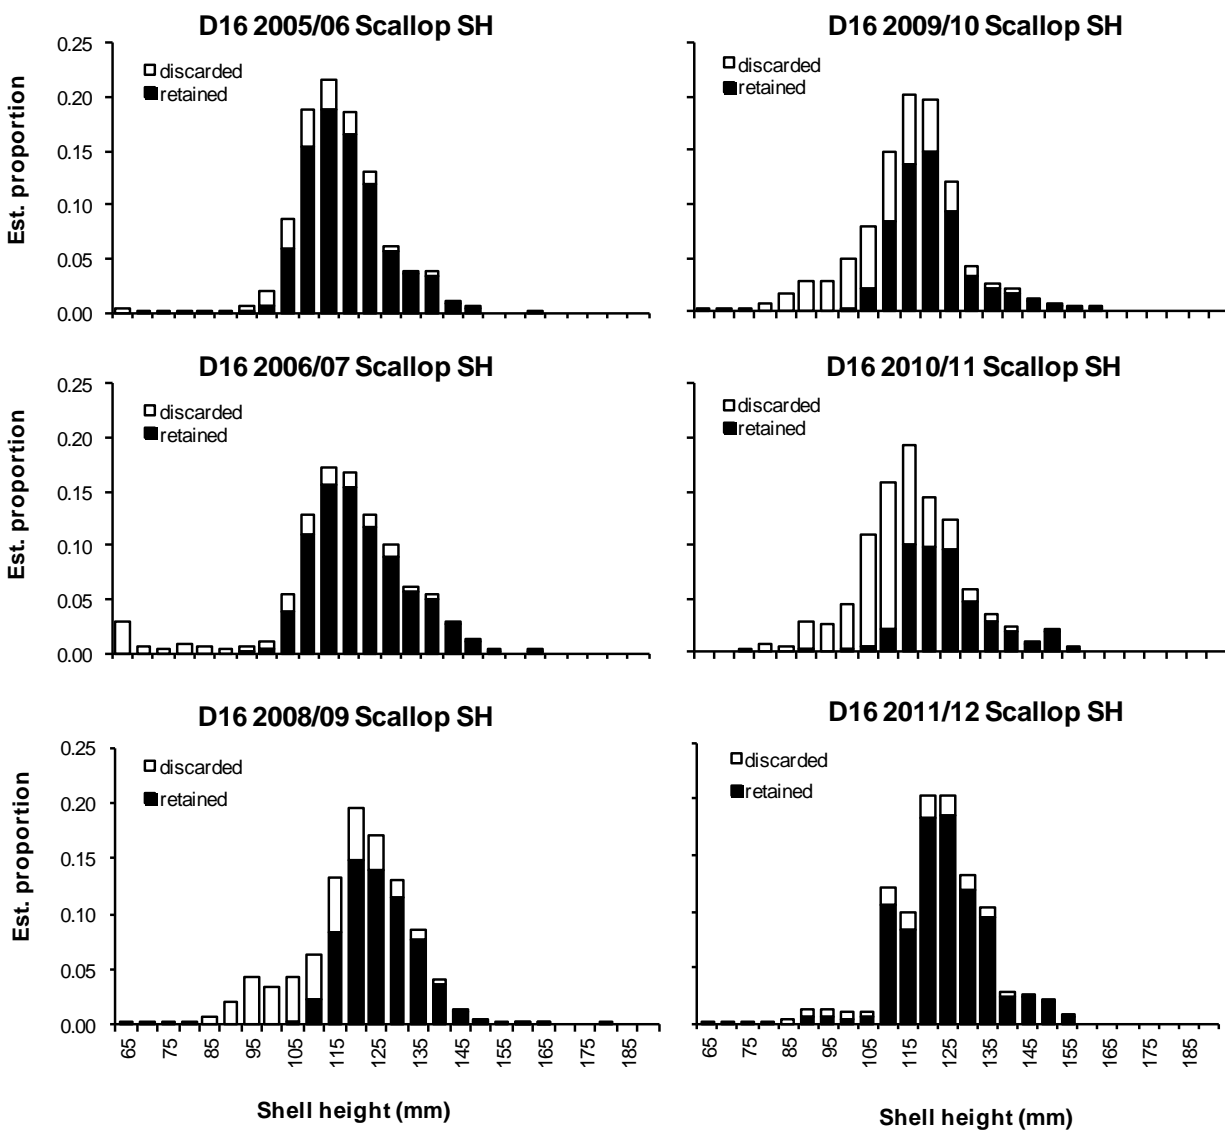 D16 2005/06 Scallop SH
0.25
0.20
0.15
0.10
0.05
0.00
Est. proportion
discarded
retained
D16 2009/10 Scallop SH
discarded
retained
D16 2006/07 Scallop SH
0.25
0.20
0.15
0.10
0.05
0.00
Est. proportion
discarded
retained
D16 2010/11 Scallop SH
discarded
retained
D16 2008/09 Scallop SH
0.25
0.20
0.15
0.10
0.05
0.00
Est. proportion
discarded
retained
65 75 85 95 105 115 125 135 145 155 165 185
Shell height (mm)
D16 2011/12 Scallop SH
discarded
retained
65 75 85 95 105 115 125 135 145 155 165 175 185
Shell height (mm)